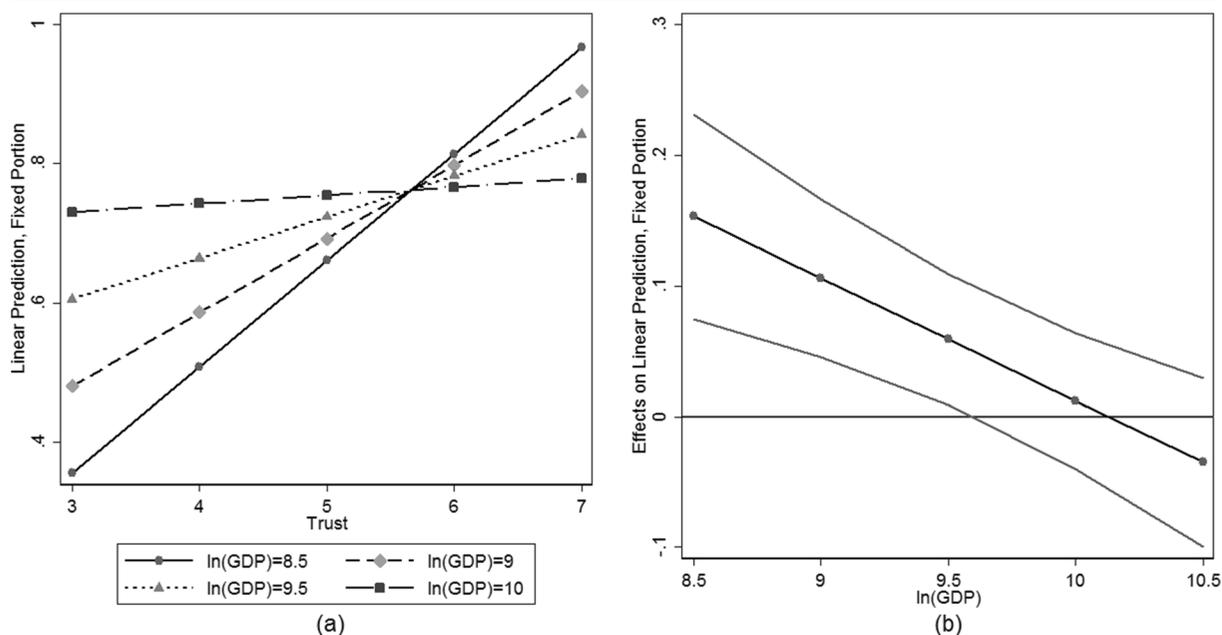 Linear Prediction, Fixed Portion
1
.8
.6
.4
3 4 5 6 7
Trust
ln(GDP)=8.5 ln(GDP)=9
ln(GDP)=9.5 ln(GDP)=10
(a)
Effects on Linear Prediction, Fixed Portion
.3
.2
.1
0
-.1
8.5 9 9.5 10 10.5
ln(GDP)
(b)